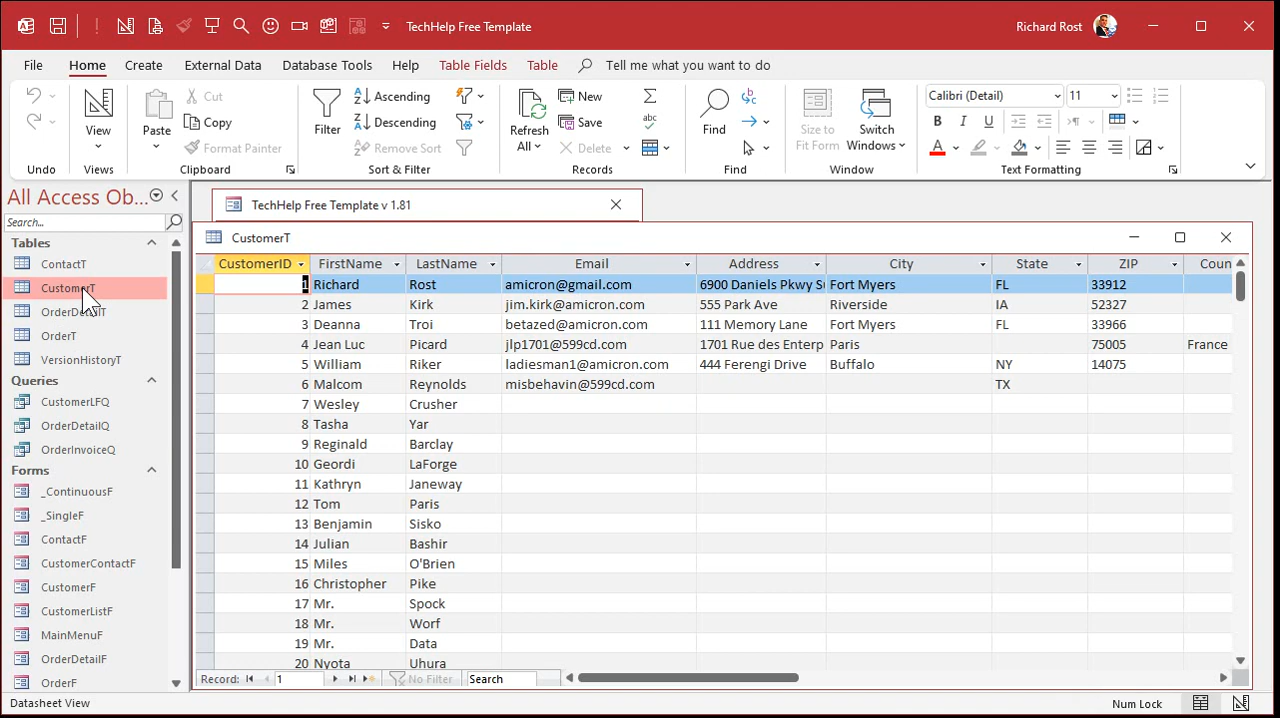 TechHelp Free Template
Richard Rost
File Home Create External Data Database Tools Help Table Fields Table Tell me what you want to do
View
Paste
Cut
Copy
Format Painter
Filter
Ascending
Descending
Remove Sort
Refresh
All
New
Save
Delete
Find
Size to
Fit Form
Switch
Windows
Calibri (Detail) 11
B I U
A
Undo Views Clipboard Sort & Filter Records Find Window Text Formatting
All Access Ob...
Search...
Tables
ContactT
CustomerT
OrderDetailT
OrderT
VersionHistoryT
Queries
CustomerLFQ
OrderDetailQ
OrderInvoiceQ
Forms
_ContinuousF
_SingleF
ContactF
CustomerContactF
CustomerF
CustomerListF
MainMenuF
OrderDetailF
OrderF
TechHelp Free Template v 1.81
CustomerT
CustomerID FirstName LastName Email Address City State ZIP Coun
1 Richard Rost amicron@gmail.com 6900 Daniels Pkwy Su Fort Myers FL 33912
2 James Kirk jim.kirk@amicron.com 555 Park Ave Riverside IA 52327
3 Deanna Troi betazed@amicron.com 111 Memory Lane Fort Myers FL 33966
4 Jean Luc Picard jlp1701@599cd.com 1701 Rue des Enterp Paris 75005 France
5 William Riker ladiesman1@amicron.com 444 Ferengi Drive Buffalo NY 14075
6 Malcom Reynolds misbehavin@599cd.com TX
7 Wesley Crusher
8 Tasha Yar
9 Reginald Barclay
10 Geordi LaForge
11 Kathryn Janeway
12 Tom Paris
13 Benjamin Sisko
14 Julian Bashir
15 Miles O'Brien
16 Christopher Pike
17 Mr. Spock
18 Mr. Worf
19 Mr. Data
20 Nyota Uhura
Record: 1 No Filter Search
Datasheet View
Num Lock